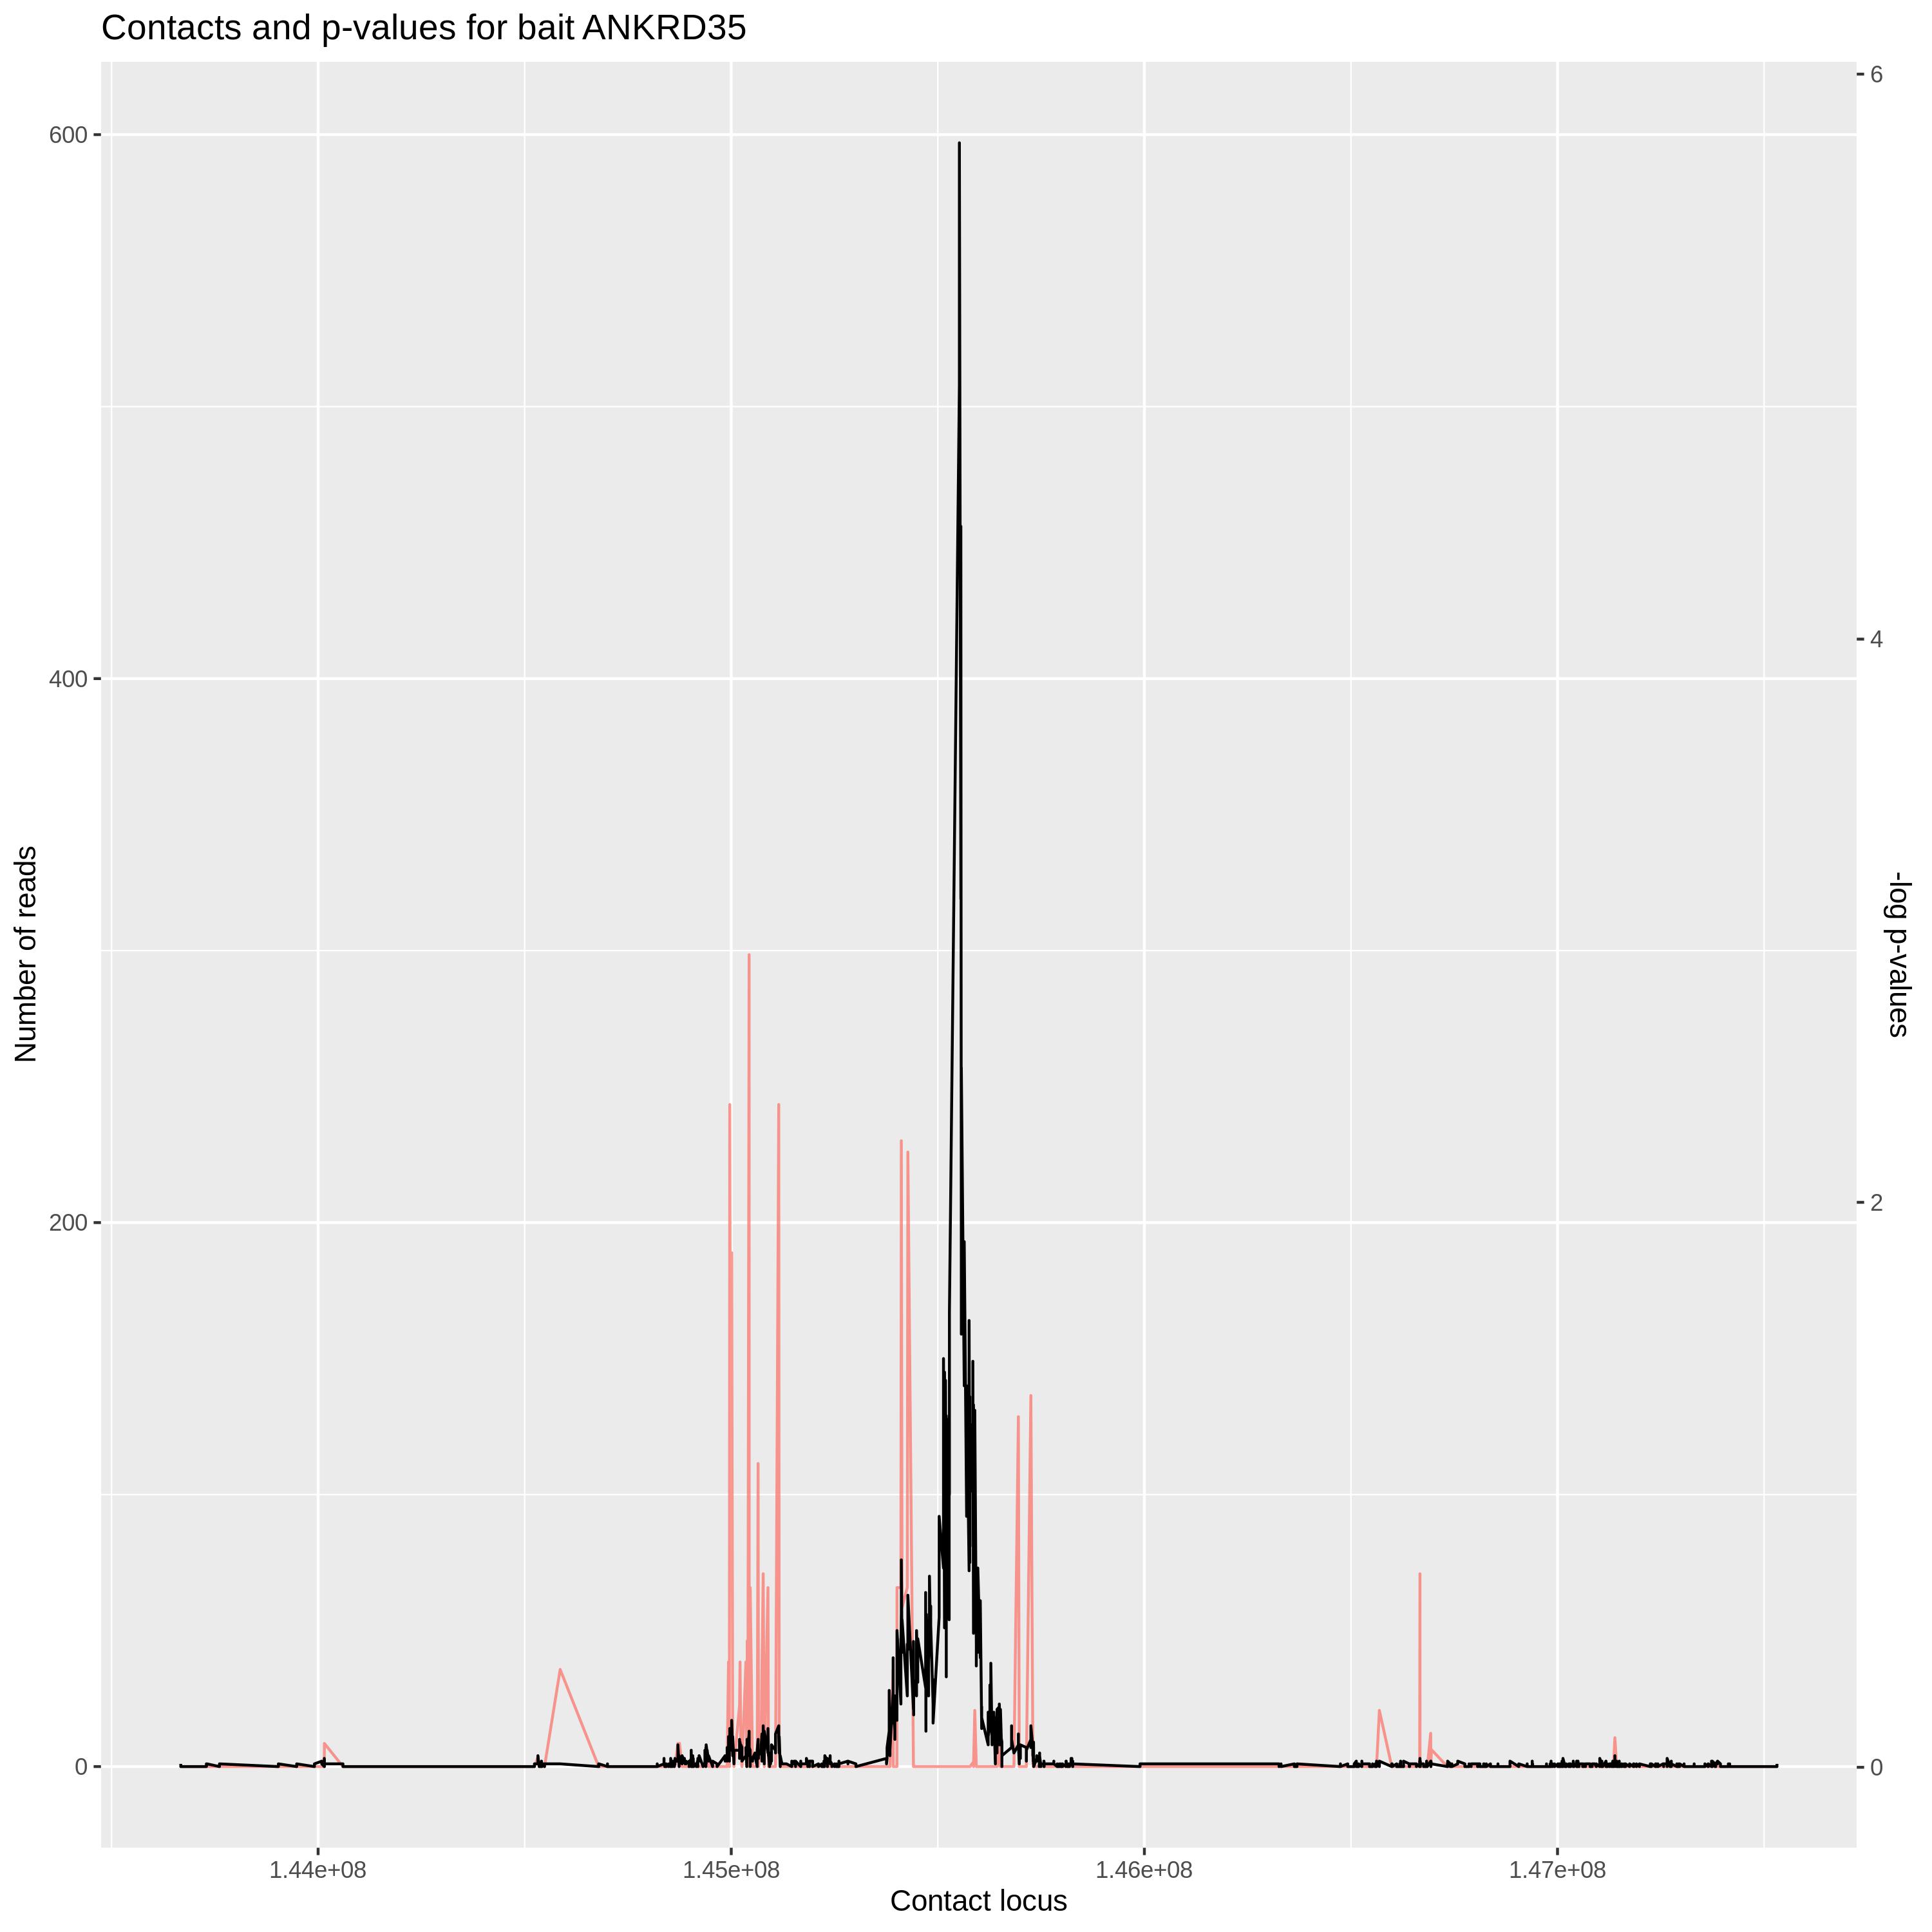 Contacts and p-values for bait ANKRD35
Number of reads
600
400
200
0
6
4
2
0
-log p-values
1.44e+08
1.45e+08
1.46e+08
1.47e+08
Contact locus